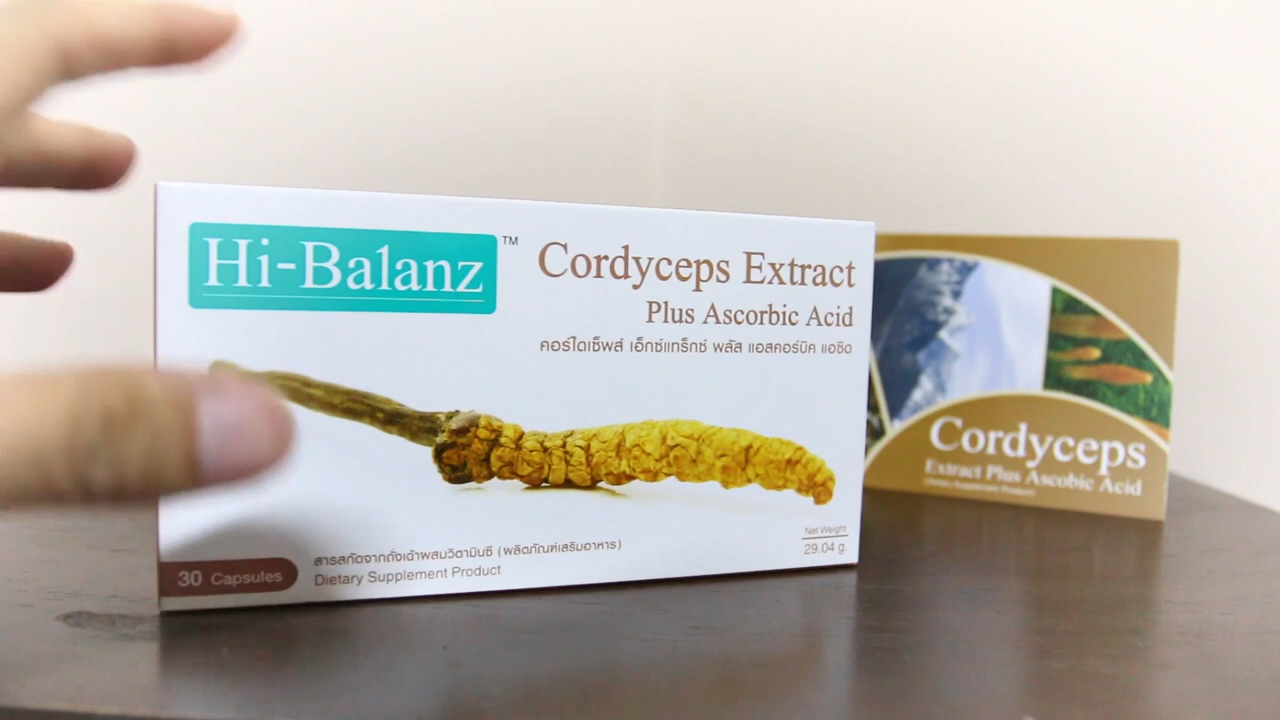 Hi-Balanz™
Cordyceps Extract
Plus Ascorbic Acid
คอร์ไดเซ็พส์ เอ็กซ์แทร็กซ์ พลัส แอสคอร์บิค แอซิด
สารสกัดจากถั่งเฉ้าผสมวิตามินซี (ผลิตภัณฑ์เสริมอาหาร)
30 Capsules
Dietary Supplement Product
Net Weight
29.04 g.
Cordyceps
Extract Plus Ascobic Acid